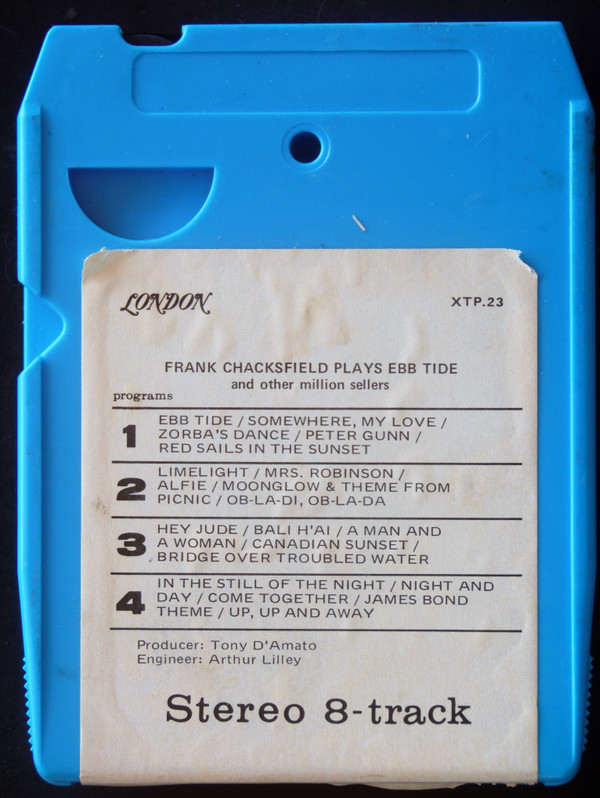 LONDON
XTP.23
FRANK CHACKSFIELD PLAYS EBB TIDE
and other million sellers
programs
1
EBB TIDE / SOMEWHERE, MY LOVE /
ZORBA'S DANCE / PETER GUNN /
RED SAILS IN THE SUNSET
2
LIMELIGHT / MRS. ROBINSON /
ALFIE / MOONGLOW & THEME FROM
PICNIC / OB-LA-DI, OB-LA-DA
3
HEY JUDE / BALI H'AI / A MAN AND
A WOMAN / CANADIAN SUNSET /
BRIDGE OVER TROUBLED WATER
4
IN THE STILL OF THE NIGHT / NIGHT AND
DAY / COME TOGETHER / JAMES BOND
THEME / UP, UP AND AWAY
Producer: Tony D'Amato
Engineer: Arthur Lilley
Stereo 8-track